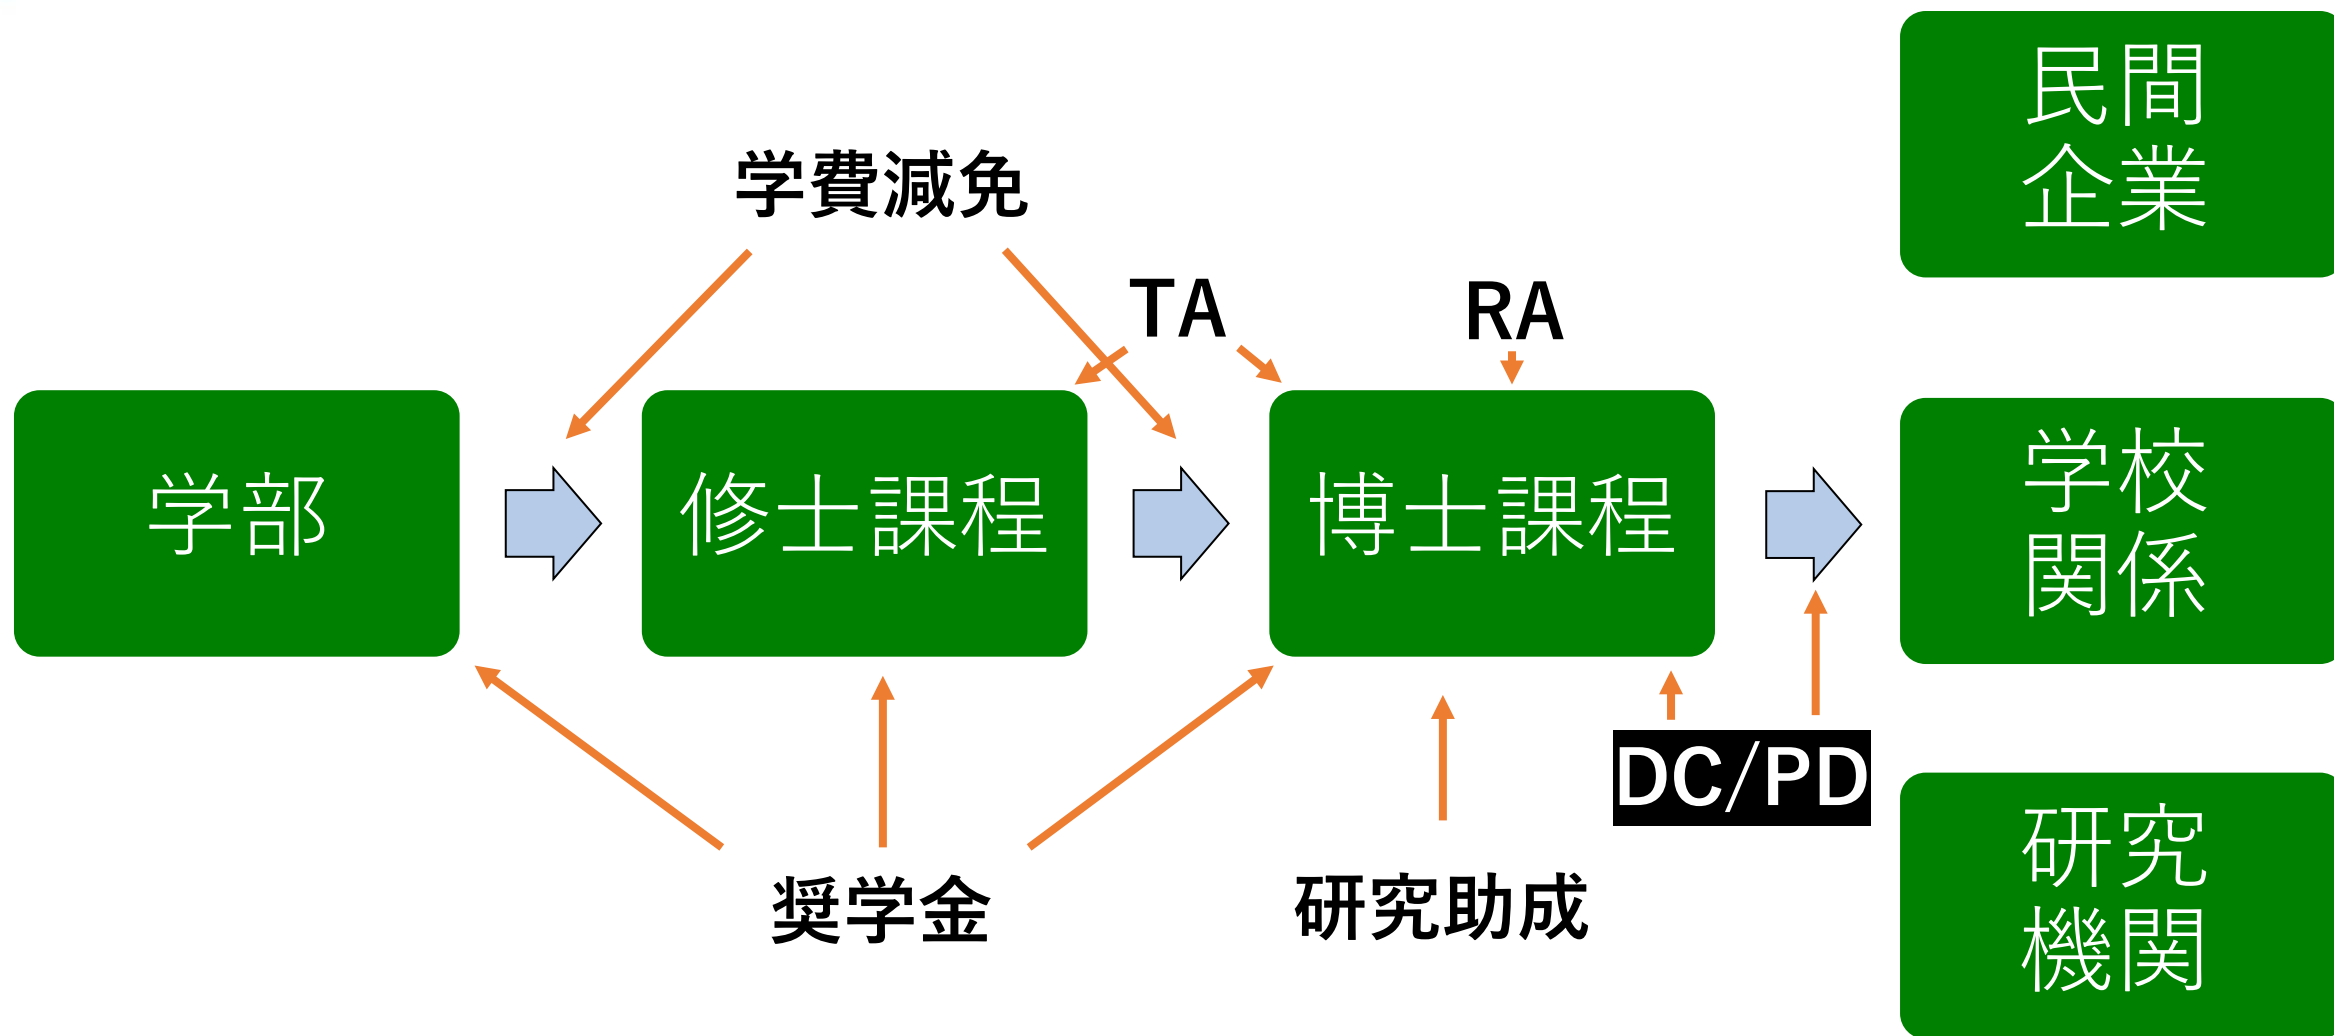 民間
企業
学費減免
TA
RA
学部
修士課程
博士課程
学校
関係
DC/PD
奨学金
研究助成
研究
機関